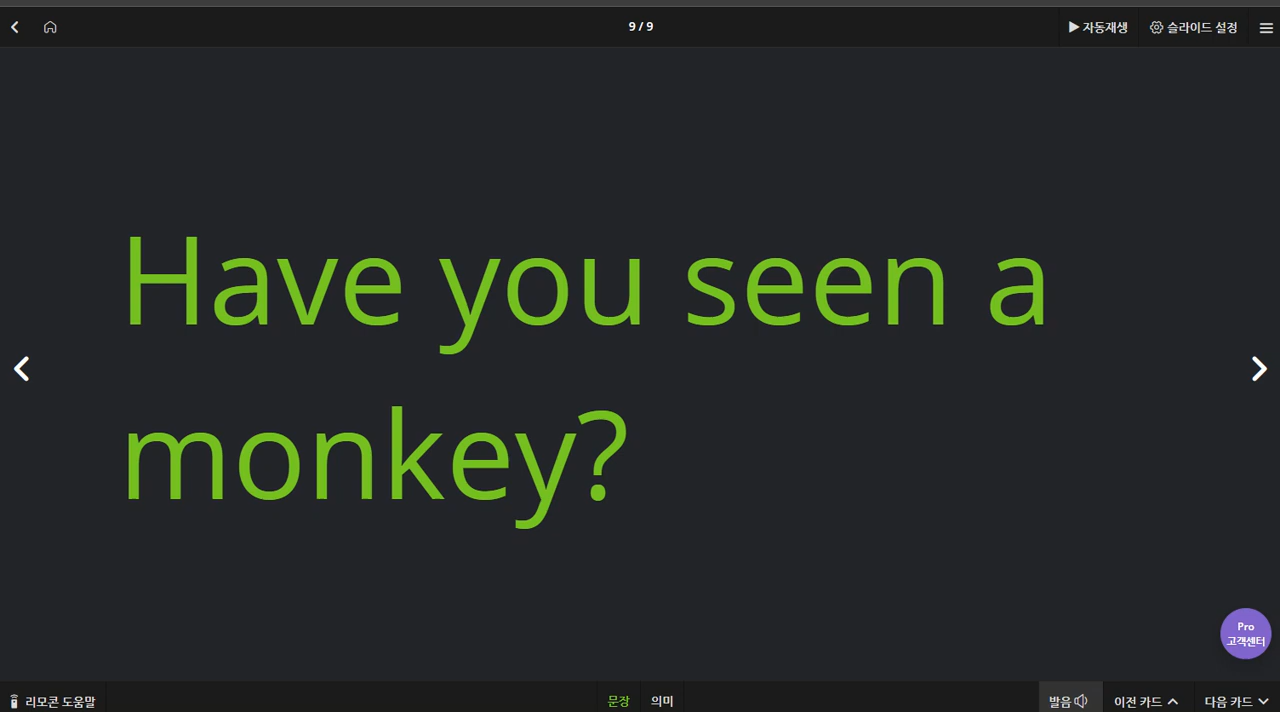 9 / 9
자동재생
슬라이드 설정
Have you seen a
monkey?
Pro
고객센터
리모콘 도움말
문장
의미
발음
이전 카드
다음 카드